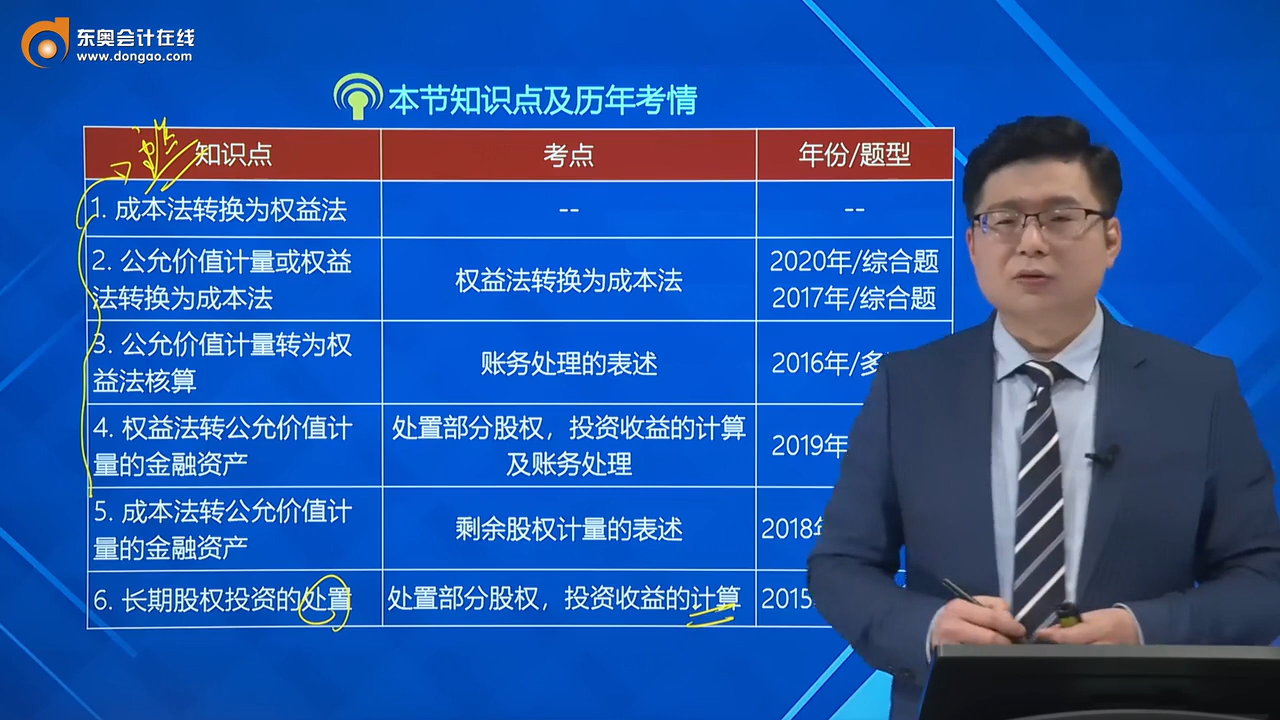 东奥会计在线
www.dongao.com
本节知识点及历年考情
知识点
考点
年份/题型
1. 成本法转换为权益法
--
--
2. 公允价值计量或权益
法转换为成本法
权益法转换为成本法
2020年/综合题
2017年/综合题
3. 公允价值计量转为权
益法核算
账务处理的表述
2016年/多
4. 权益法转公允价值计
量的金融资产
处置部分股权，投资收益的计算
及账务处理
2019年
5. 成本法转公允价值计
量的金融资产
剩余股权计量的表述
2018年
6. 长期股权投资的处置
处置部分股权，投资收益的计算
2015